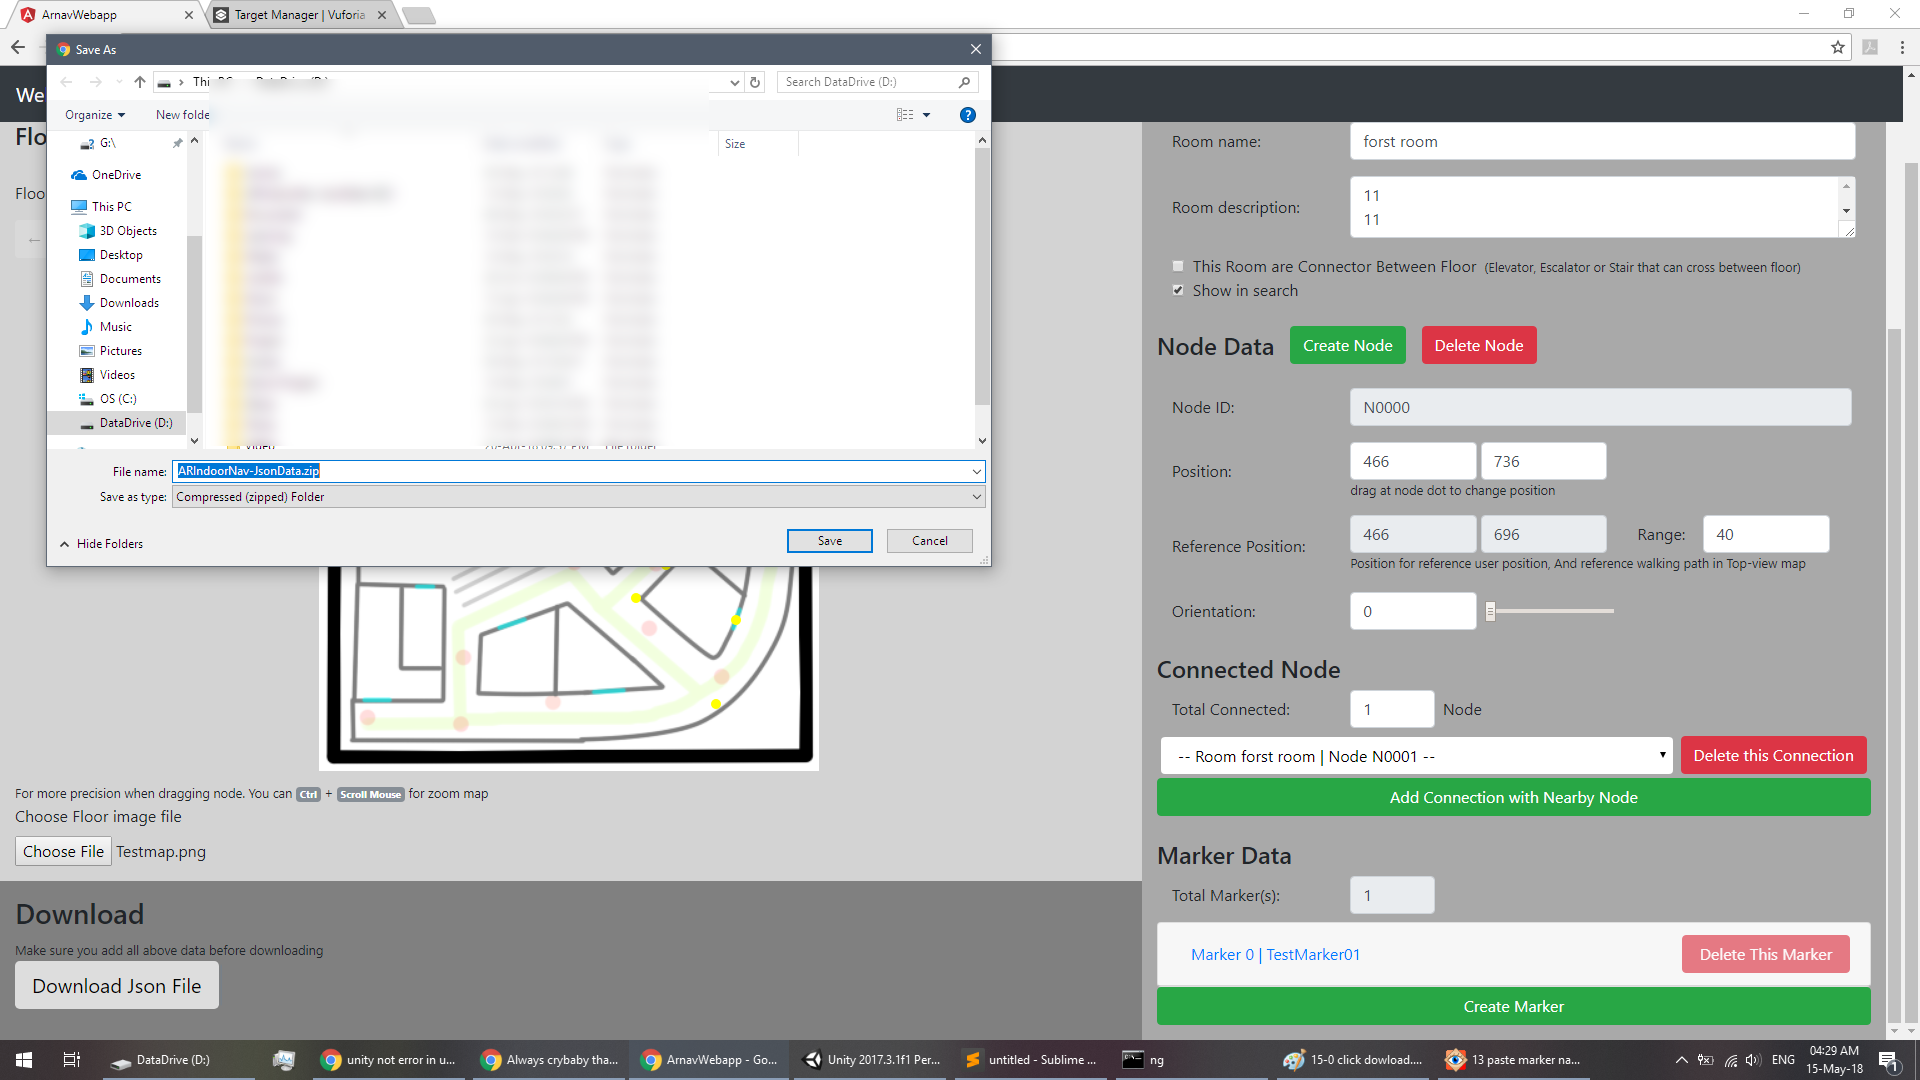 ArnavWebapp
Target Manager | Vuforia
Save As
Search DataDrive (D:)
Organize
New folde
We
Size
G:\
OneDrive
This PC
3D Objects
Desktop
Documents
Downloads
Music
Pictures
Videos
OS (C:)
DataDrive (D:)
File name: ARIndoorNav-JsonData.zip
Save as type: Compressed (zipped) Folder
Hide Folders
Save
Cancel
Floo
Floo
←
For more precision when dragging node. You can Ctrl + Scroll Mouse for zoom map
Choose Floor image file
Choose File Testmap.png
Download
Make sure you add all above data before downloading
Download Json File
Room name: forst room
Room description: 11
11
This Room are Connector Between Floor (Elevator, Escalator or Stair that can cross between floor)
Show in search
Node Data Create Node Delete Node
Node ID: N0000
Position: 466 736
drag at node dot to change position
Reference Position: 466 696 Range: 40
Position for reference user position, And reference walking path in Top-view map
Orientation: 0
Connected Node
Total Connected: 1 Node
-- Room forst room | Node N0001 -- Delete this Connection
Add Connection with Nearby Node
Marker Data
Total Marker(s): 1
Marker 0 | TestMarker01 Delete This Marker
Create Marker
DataDrive (D:)
unity not error in u...
Always crybaby tha...
ArnavWebapp - Go...
Unity 2017.3.1f1 Per...
untitled - Sublime ...
ng
15-0 click dowload....
13 paste marker na...
ENG
04:29 AM
15-May-18
1